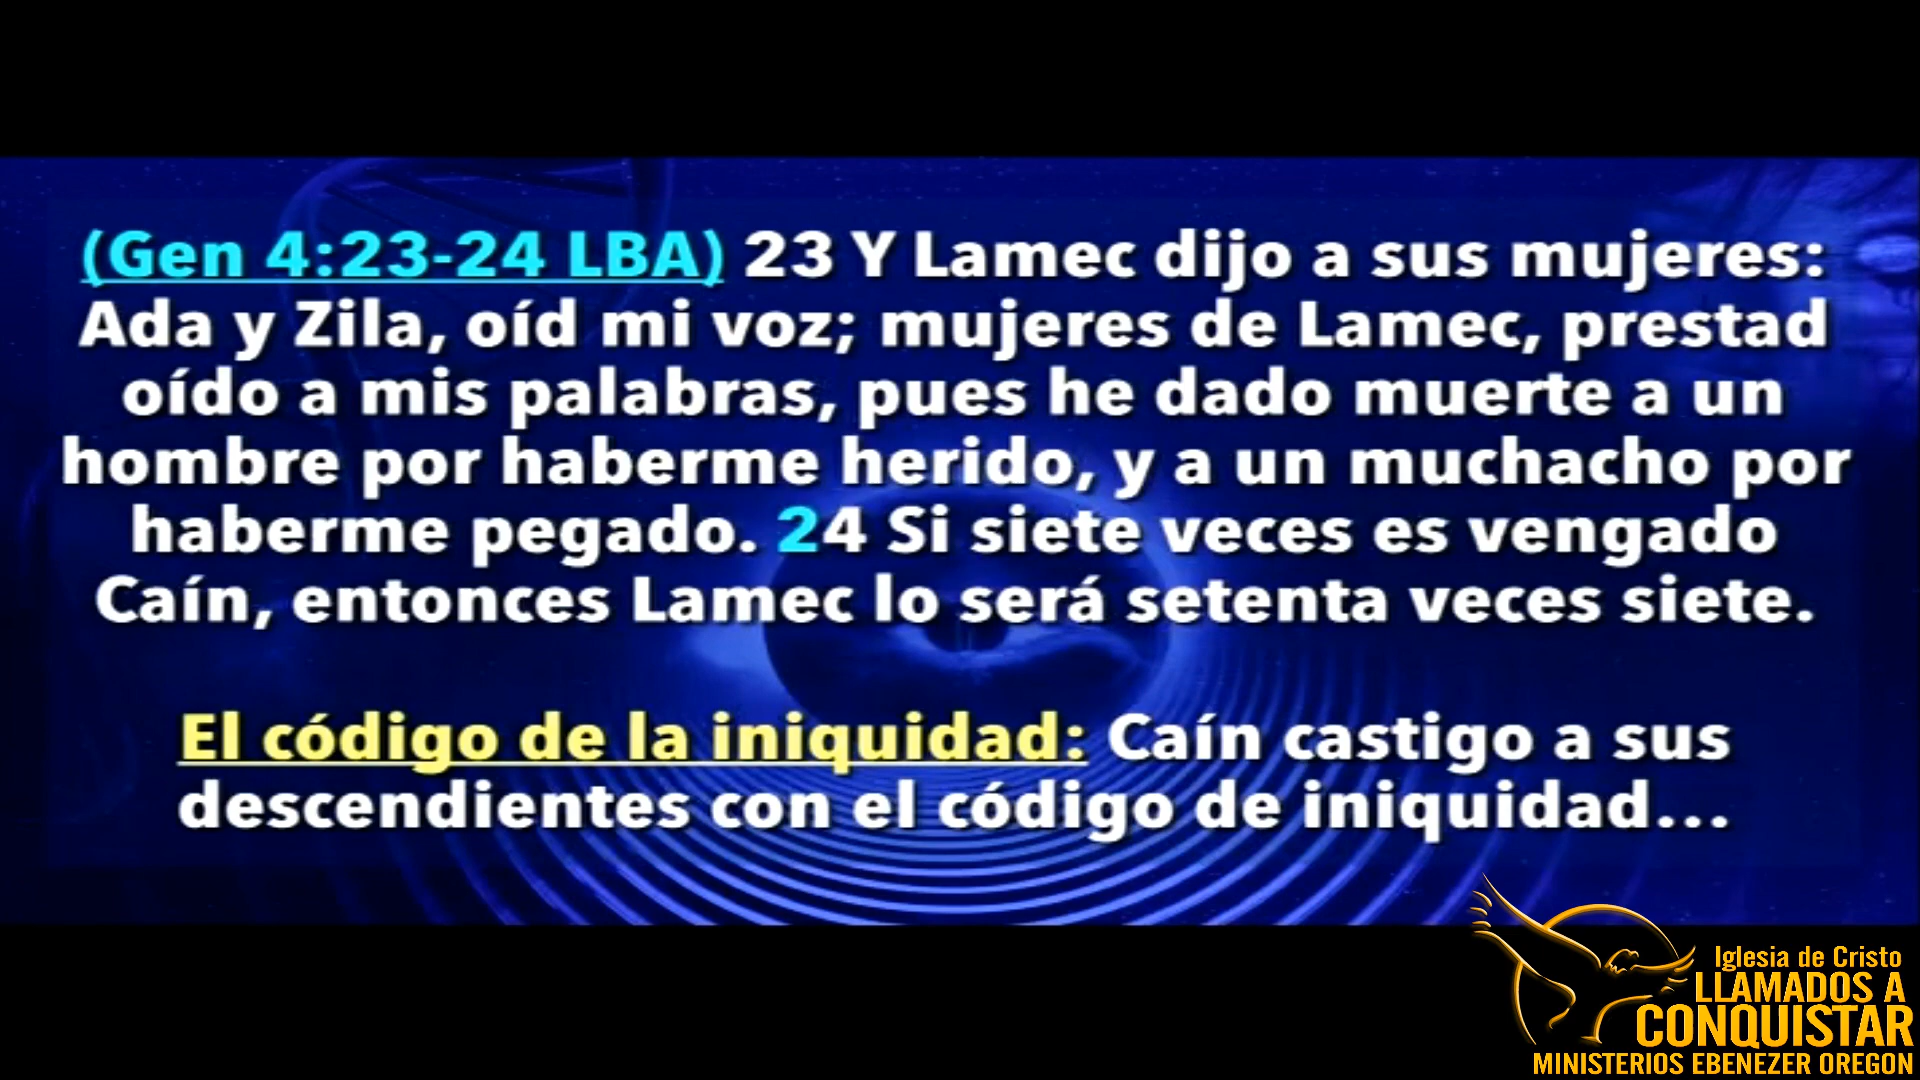 (Gen 4:23-24 LBA) 23 Y Lamec dijo a sus mujeres:
Ada y Zila, oíd mi voz; mujeres de Lamec, prestad
oído a mis palabras, pues he dado muerte a un
hombre por haberme herido, y a un muchacho por
haberme pegado. 24 Si siete veces es vengado
Caín, entonces Lamec lo será setenta veces siete.
El código de la iniquidad: Caín castigo a sus
descendientes con el código de iniquidad...
Iglesia de Cristo
LLAMADOS A
CONQUISTAR
MINISTERIOS EBENEZER OREGON